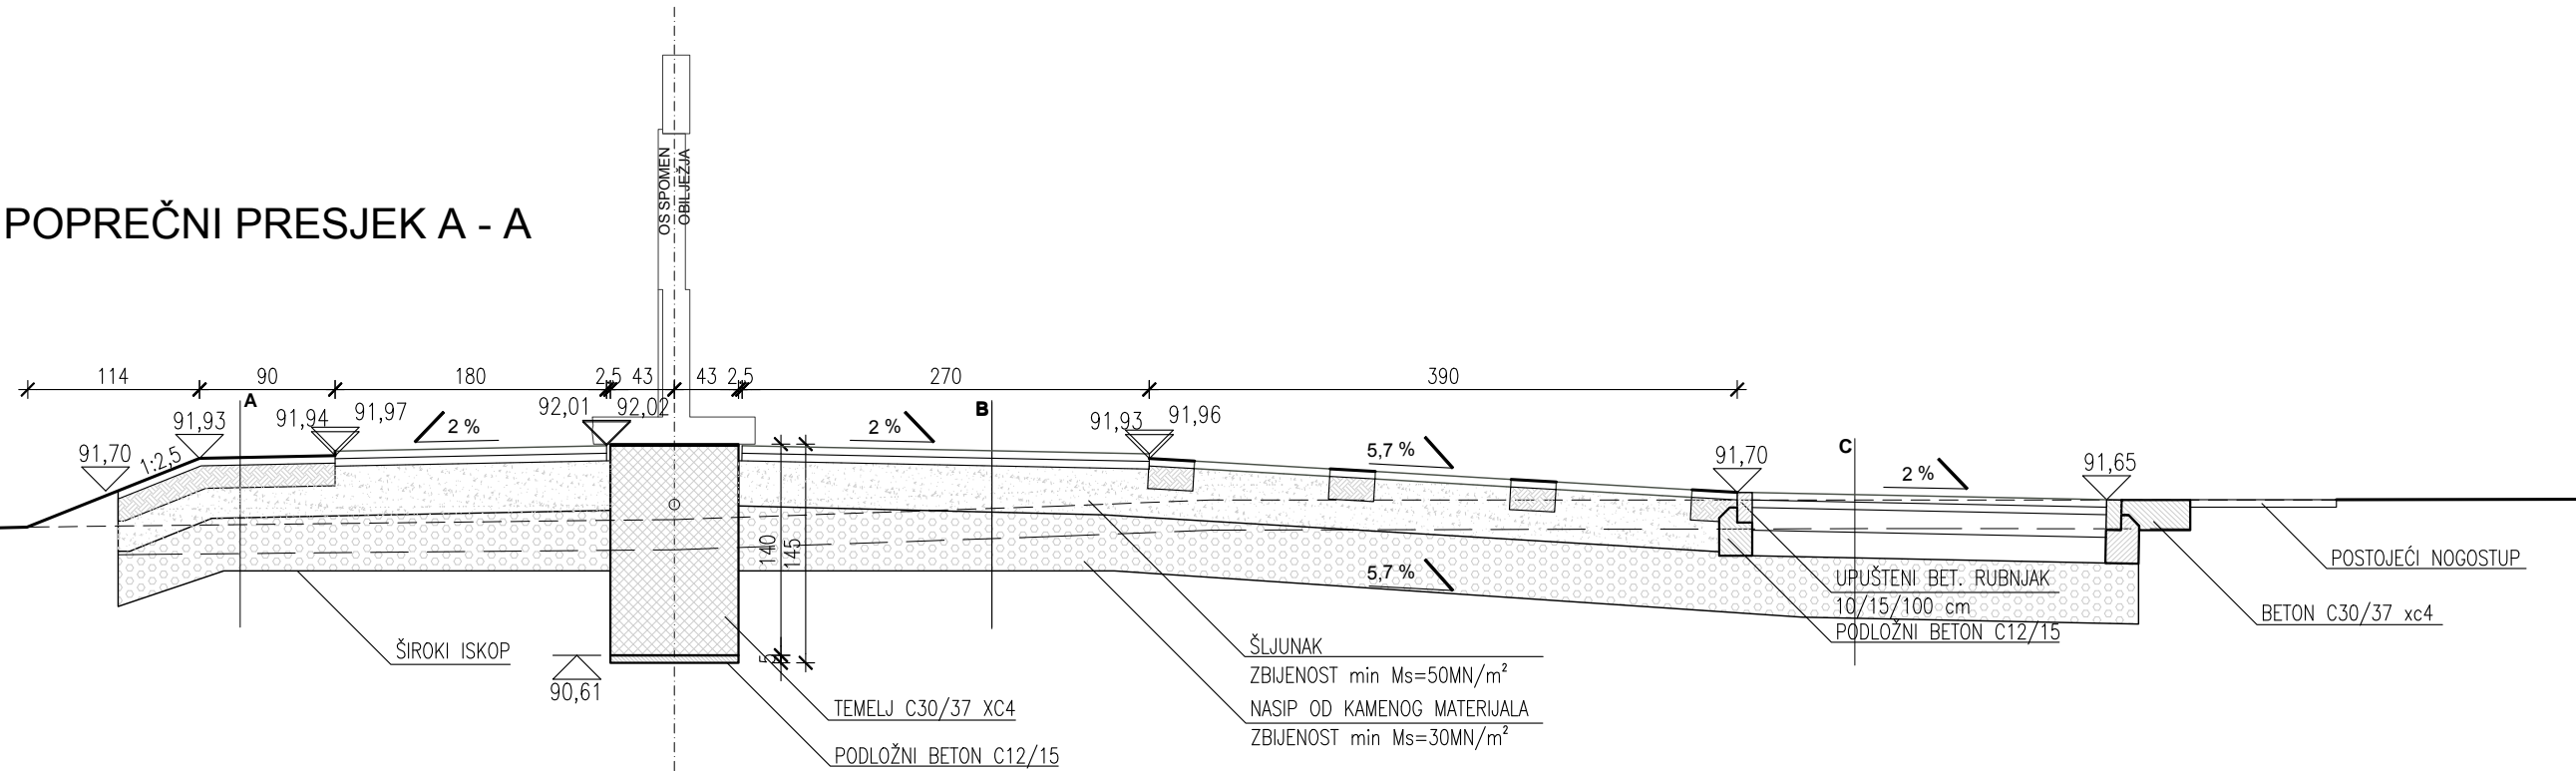 OS SPOMEN
OBILJEŽJA
POPREČNI PRESJEK A - A
114
90
180
2,5
43
43
2,5
270
390
91,70
1:2,5
91,93
A
91,94
91,97
2 %
92,01
92,02
2 %
B
91,93
91,96
5,7 %
91,70
C
2 %
91,65
140
145
5
5,7 %
90,61
ŠIROKI ISKOP
TEMELJ C30/37 XC4
PODLOŽNI BETON C12/15
ŠLJUNAK
ZBIJENOST min Ms=50MN/m²
NASIP OD KAMENOG MATERIJALA
ZBIJENOST min Ms=30MN/m²
UPUŠTENI BET. RUBNJAK
10/15/100 cm
PODLOŽNI BETON C12/15
POSTOJEĆI NOGOSTUP
BETON C30/37 xc4